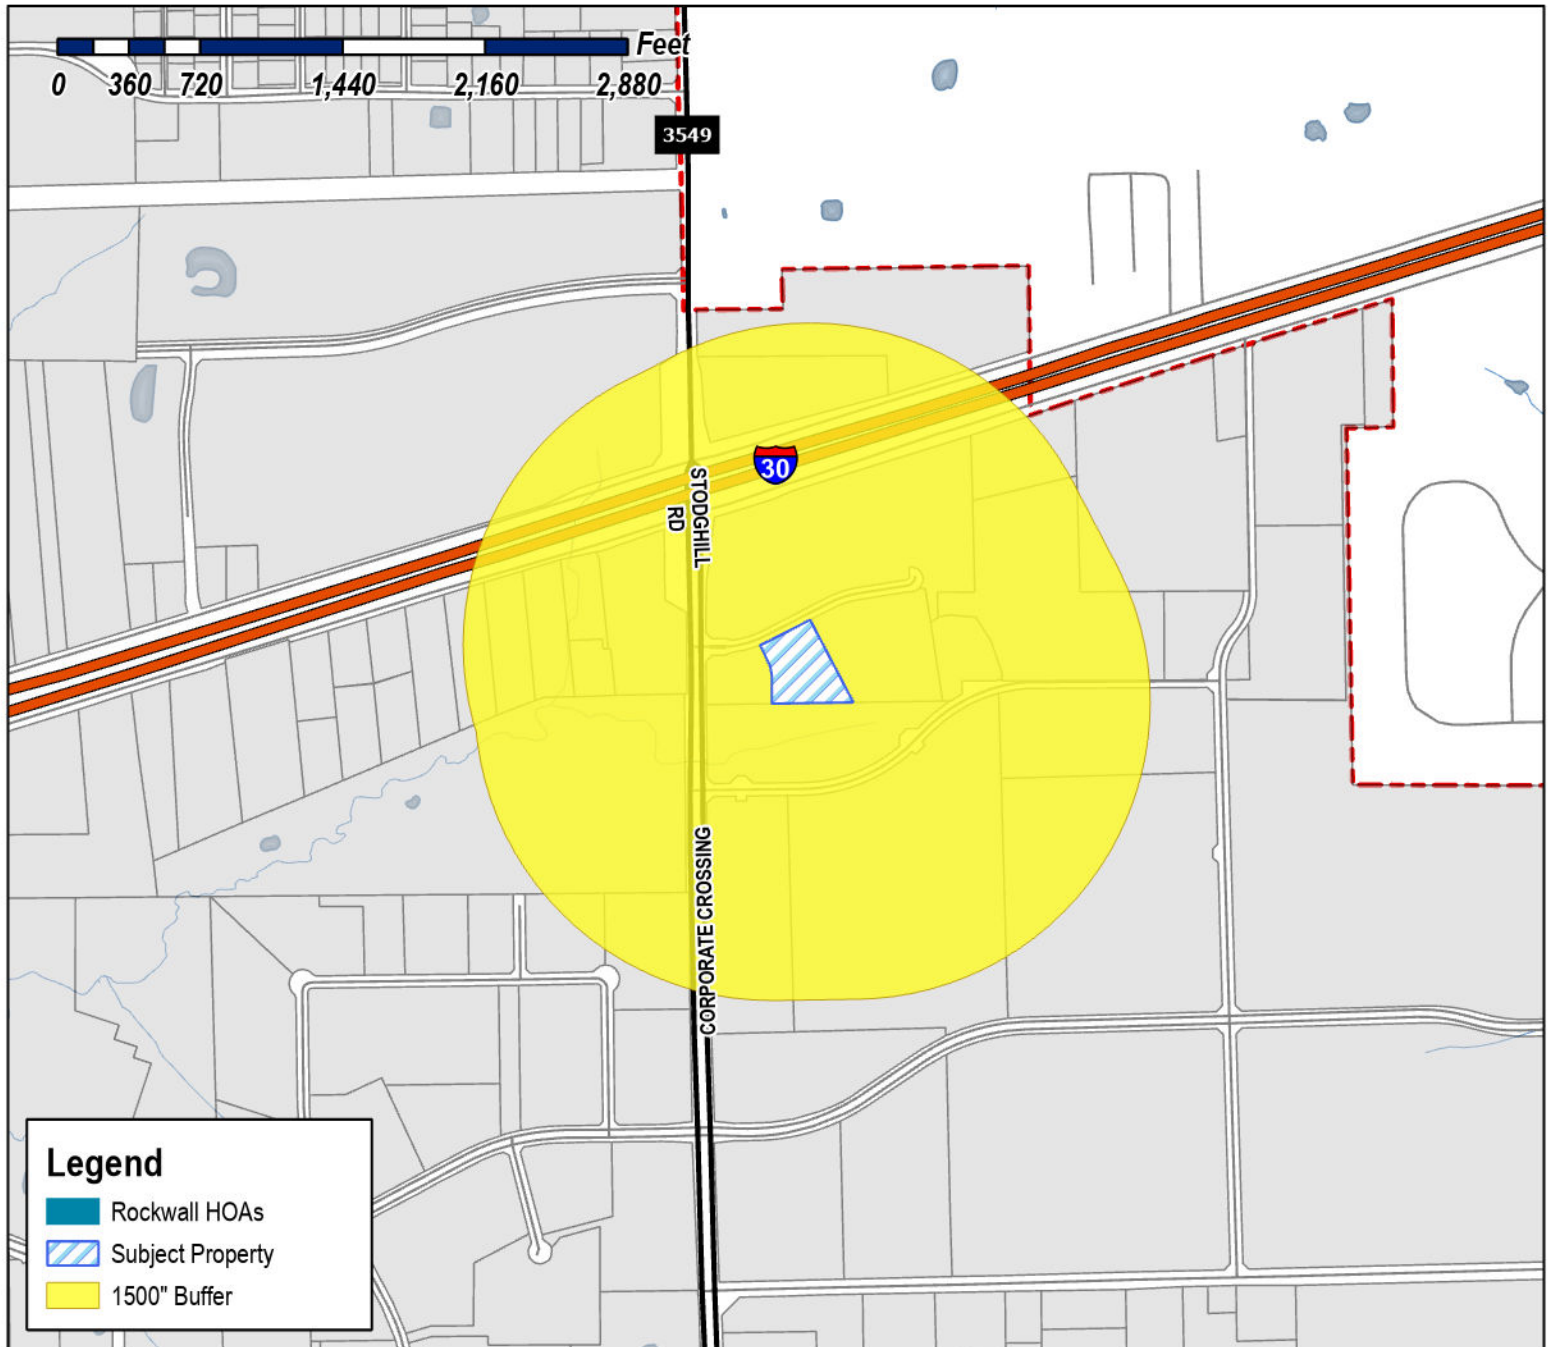 Feet
0 360 720 1,440 2,160 2,880
3549
30
STODGHILL
RD
CORPORATE CROSSING
Legend
Rockwall HOAs
Subject Property
1500" Buffer